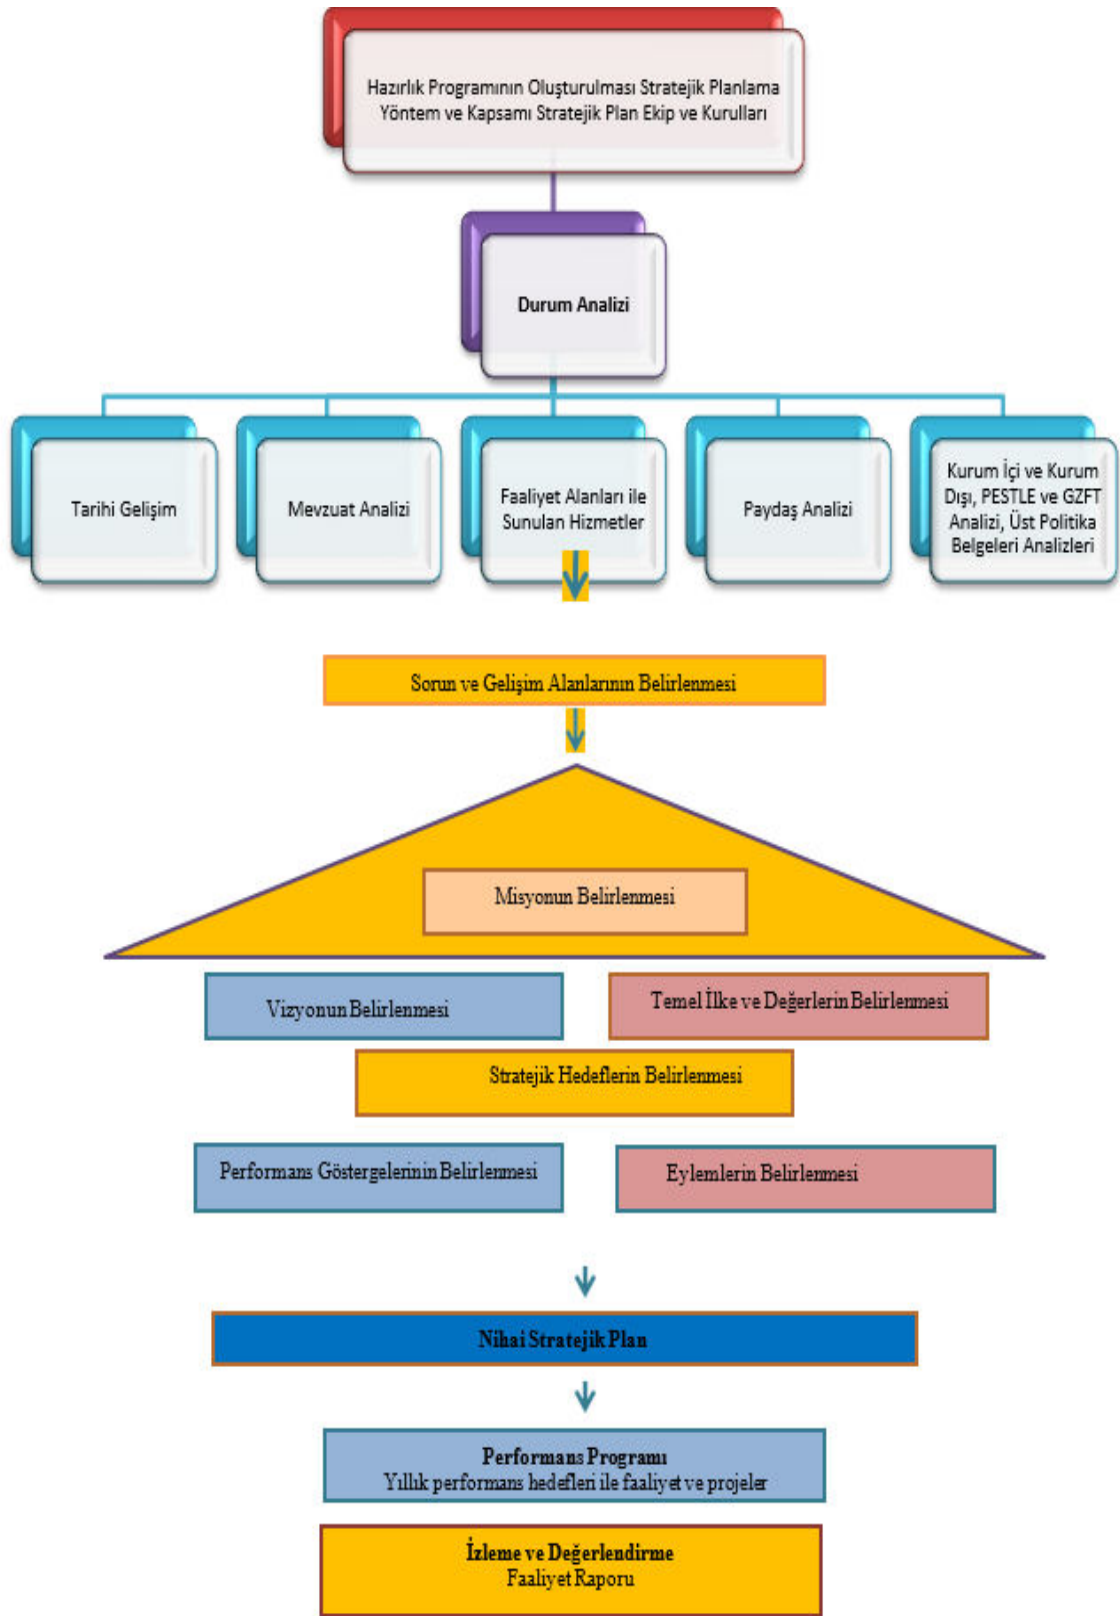 Hazırlık Programının Oluşturulması Stratejik Planlama
Yöntem ve Kapsamı Stratejik Plan Ekip ve Kurulları
Durum Analizi
Tarihi Gelişim
Mevzuat Analizi
Faaliyet Alanları ile
Sunulan Hizmetler
Paydaş Analizi
Kurum İçi ve Kurum
Dışı, PESTLE ve GZFT
Analizi, Üst Politika
Belgeleri Analizleri
Sorun ve Gelişim Alanlarının Belirlenmesi
Misyonun Belirlenmesi
Vizyonun Belirlenmesi
Temel İlke ve Değerlerin Belirlenmesi
Stratejik Hedeflerin Belirlenmesi
Performans Göstergelerinin Belirlenmesi
Eylemlerin Belirlenmesi
Nihai Stratejik Plan
Performans Programı
Yıllık performans hedefleri ile faaliyet ve projeler
İzleme ve Değerlendirme
Faaliyet Raporu